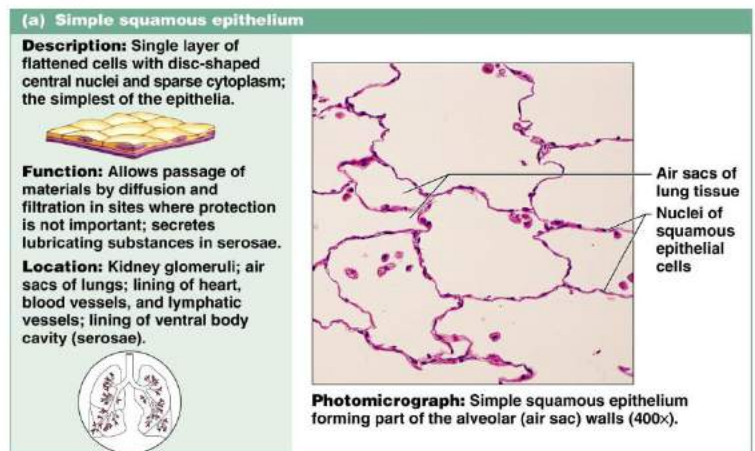 (a) Simple squamous epithelium
Description: Single layer of
flattened cells with disc-shaped
central nuclei and sparse cytoplasm;
the simplest of the epithelia.
Function: Allows passage of
materials by diffusion and
filtration in sites where protection
is not important; secretes
lubricating substances in serosae.
Location: Kidney glomeruli; air
sacs of lungs; lining of heart,
blood vessels, and lymphatic
vessels; lining of ventral body
cavity (serosae).
Air sacs of
lung tissue
Nuclei of
squamous
epithelial
cells
Photomicrograph: Simple squamous epithelium
forming part of the alveolar (air sac) walls (400×).